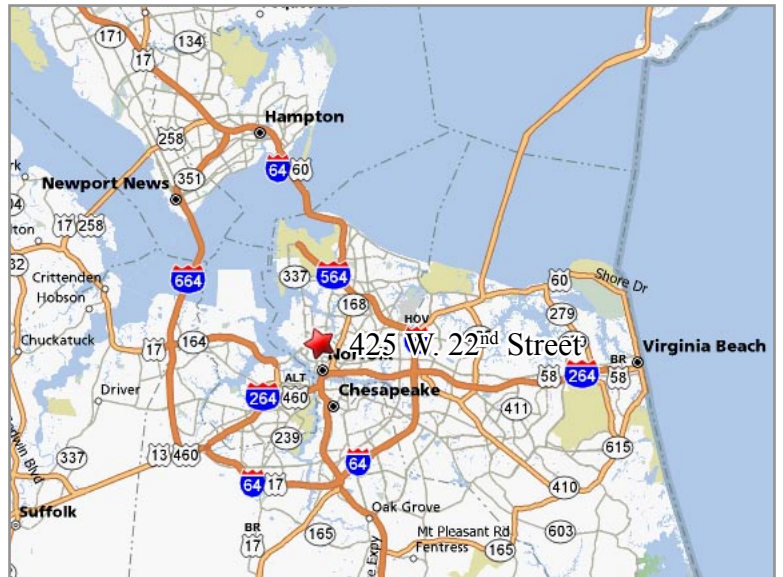 171
134
17
Hampton
258
64
60
351
Newport News
17
258
Shore Dr
60
664
337
564
Crittenden
168
279
Hobson
HOV
Chuckatuck
17
164
425 W. 22nd Street
BR
Virginia Beach
ALT
58
264
58
Driver
264
460
Chesapeake
411
239
615
337
13
460
64
64
17
410
Suffolk
Oak Grove
BR
17
165
Mt Pleasant Rd
603
Fentress
165